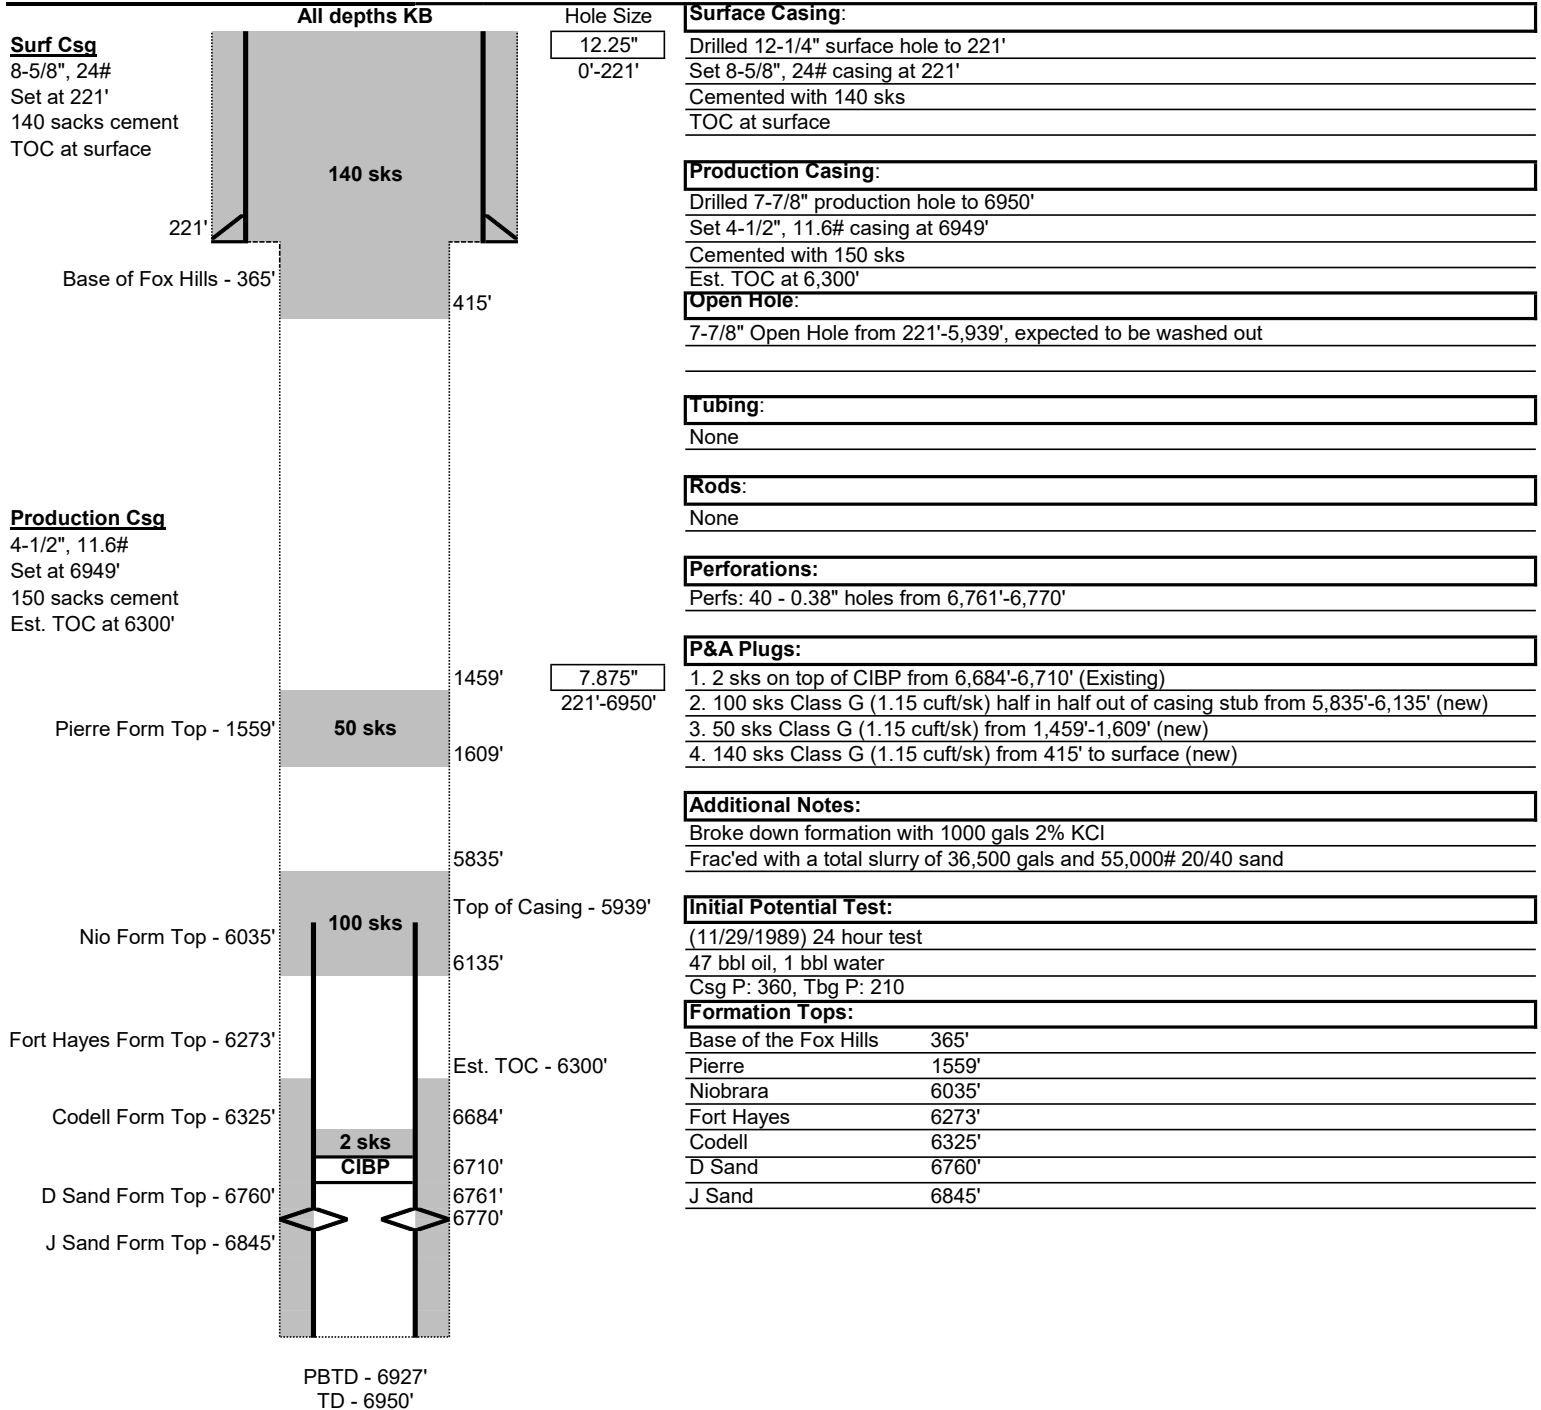 All depths KB
Hole Size
Surf Csg
8-5/8", 24#
Set at 221'
140 sacks cement
TOC at surface
12.25"
0'-221'
140 sks
221'
Base of Fox Hills - 365'
415'
Production Csg
4-1/2", 11.6#
Set at 6949'
150 sacks cement
Est. TOC at 6300'
1459'
7.875"
221'-6950'
Pierre Form Top - 1559'
50 sks
1609'
5835'
Top of Casing - 5939'
100 sks
Nio Form Top - 6035'
6135'
Fort Hayes Form Top - 6273'
Est. TOC - 6300'
Codell Form Top - 6325'
6684'
2 sks
CIBP
6710'
D Sand Form Top - 6760'
6761'
6770'
J Sand Form Top - 6845'
PBTD - 6927'
TD - 6950'
Surface Casing:
Drilled 12-1/4" surface hole to 221'
Set 8-5/8", 24# casing at 221'
Cemented with 140 sks
TOC at surface
Production Casing:
Drilled 7-7/8" production hole to 6950'
Set 4-1/2", 11.6# casing at 6949'
Cemented with 150 sks
Est. TOC at 6,300'
Open Hole:
7-7/8" Open Hole from 221'-5,939', expected to be washed out
Tubing:
None
Rods:
None
Perforations:
Perfs: 40 - 0.38" holes from 6,761'-6,770'
P&A Plugs:
1. 2 sks on top of CIBP from 6,684'-6,710' (Existing)
2. 100 sks Class G (1.15 cuft/sk) half in half out of casing stub from 5,835'-6,135' (new)
3. 50 sks Class G (1.15 cuft/sk) from 1,459'-1,609' (new)
4. 140 sks Class G (1.15 cuft/sk) from 415' to surface (new)
Additional Notes:
Broke down formation with 1000 gals 2% KCl
Frac'ed with a total slurry of 36,500 gals and 55,000# 20/40 sand
Initial Potential Test:
(11/29/1989) 24 hour test
47 bbl oil, 1 bbl water
Csg P: 360, Tbg P: 210
Formation Tops:
Base of the Fox Hills 365'
Pierre 1559'
Niobrara 6035'
Fort Hayes 6273'
Codell 6325'
D Sand 6760'
J Sand 6845'